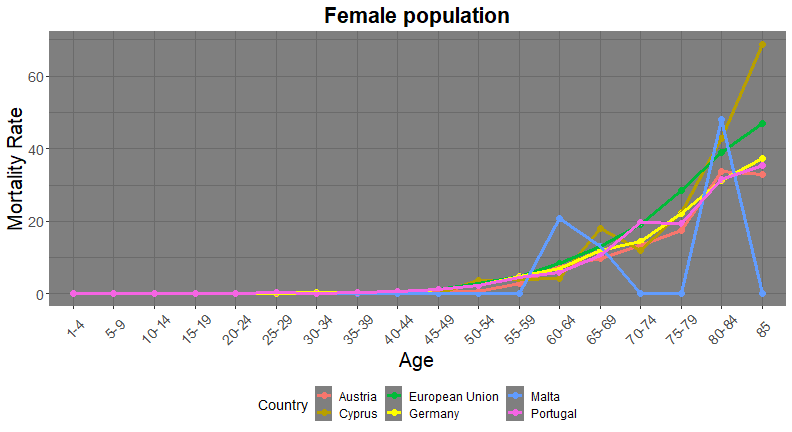 Female population
Mortality Rate
60
40
20
0
1-4 5-9 10-14 15-19 20-24 25-29 30-34 35-39 40-44 45-49 50-54 55-59 60-64 65-69 70-74 75-79 80-84 85
Age
Country
Austria European Union Malta
Cyprus Germany Portugal